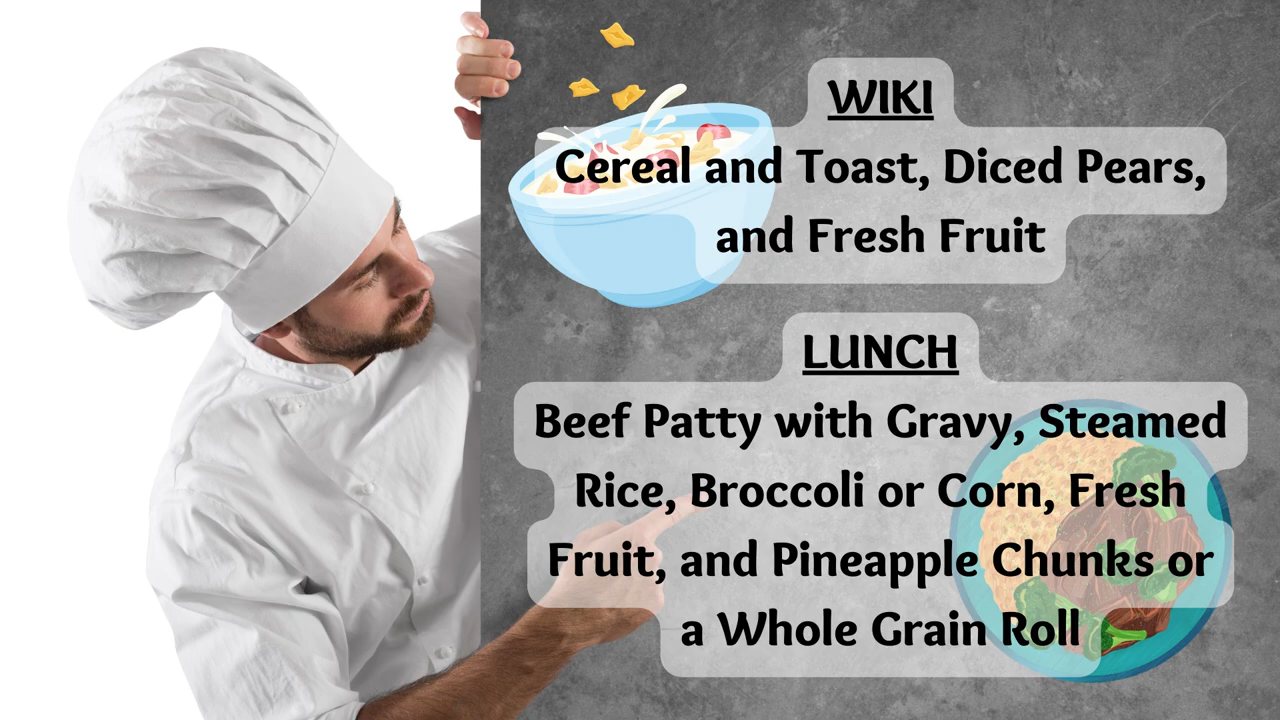 WIKI
Cereal and Toast, Diced Pears,
and Fresh Fruit
LUNCH
Beef Patty with Gravy, Steamed
Rice, Broccoli or Corn, Fresh
Fruit, and Pineapple Chunks or
a Whole Grain Roll